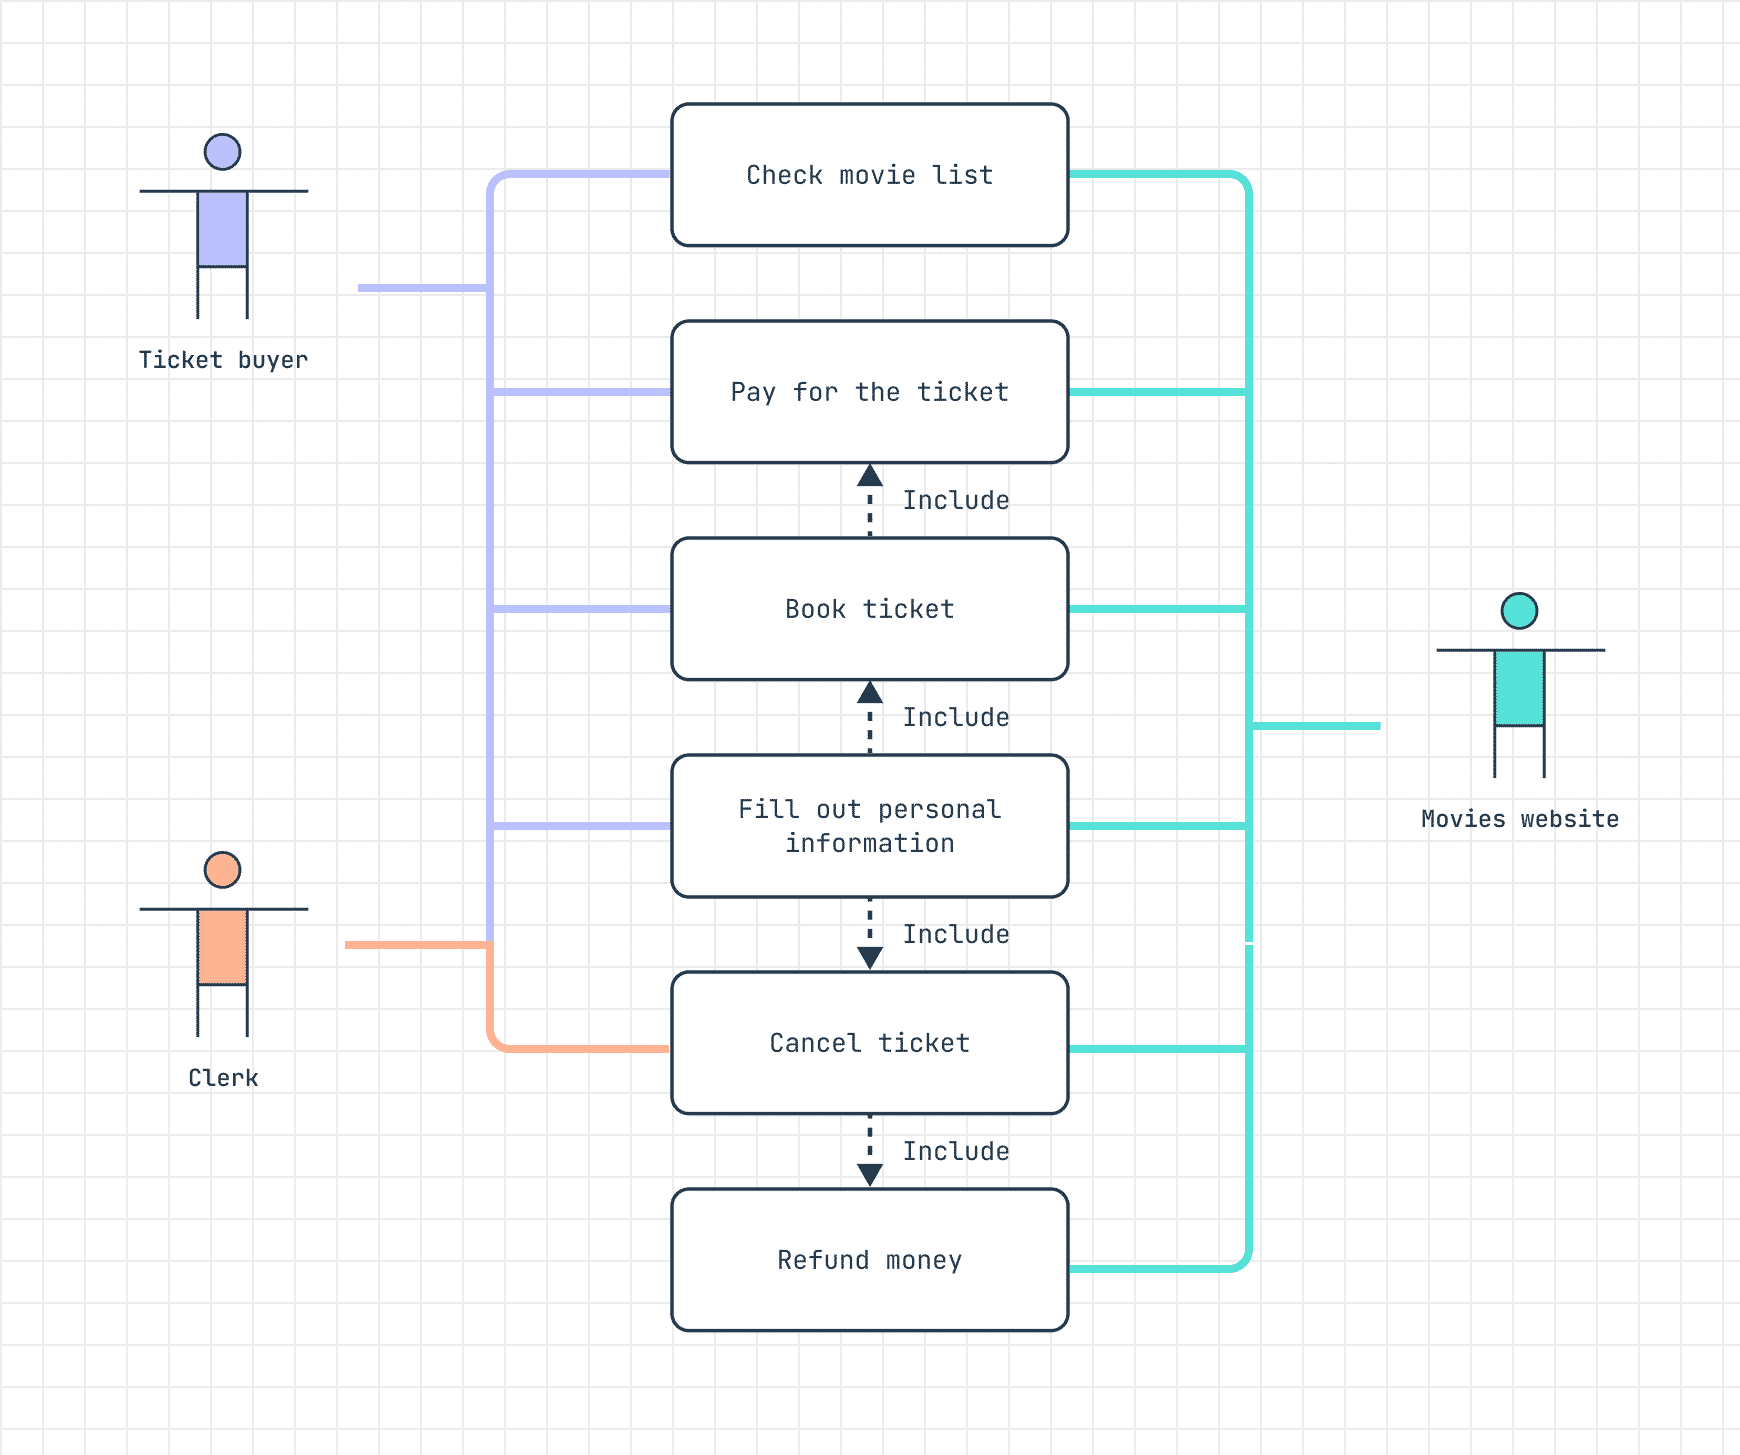 Check movie list
Ticket buyer
Pay for the ticket
Include
Book ticket
Include
Fill out personal
information
Movies website
Include
Cancel ticket
Clerk
Include
Refund money